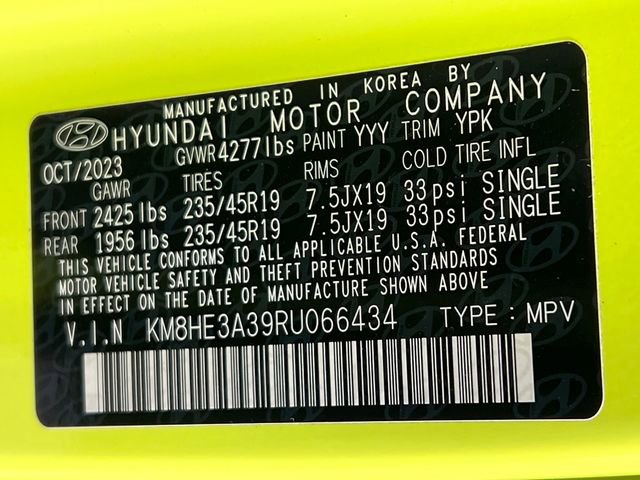 MANUFACTURED IN KOREA BY
HYUNDAI MOTOR COMPANY
OCT/2023 GVWR 4277 lbs PAINT YYY TRIM YPK
GAWR TIRES RIMS COLD TIRE INFL
FRONT 2425 lbs 235/45R19 7.5JX19 33 psi SINGLE
REAR 1956 lbs 235/45R19 7.5JX19 33 psi SINGLE
THIS VEHICLE CONFORMS TO ALL APPLICABLE U.S.A. FEDERAL
MOTOR VEHICLE SAFETY AND THEFT PREVENTION STANDARDS
IN EFFECT ON THE DATE OF MANUFACTURE SHOWN ABOVE
V.I.N KM8HE3A39RU066434 TYPE : MPV